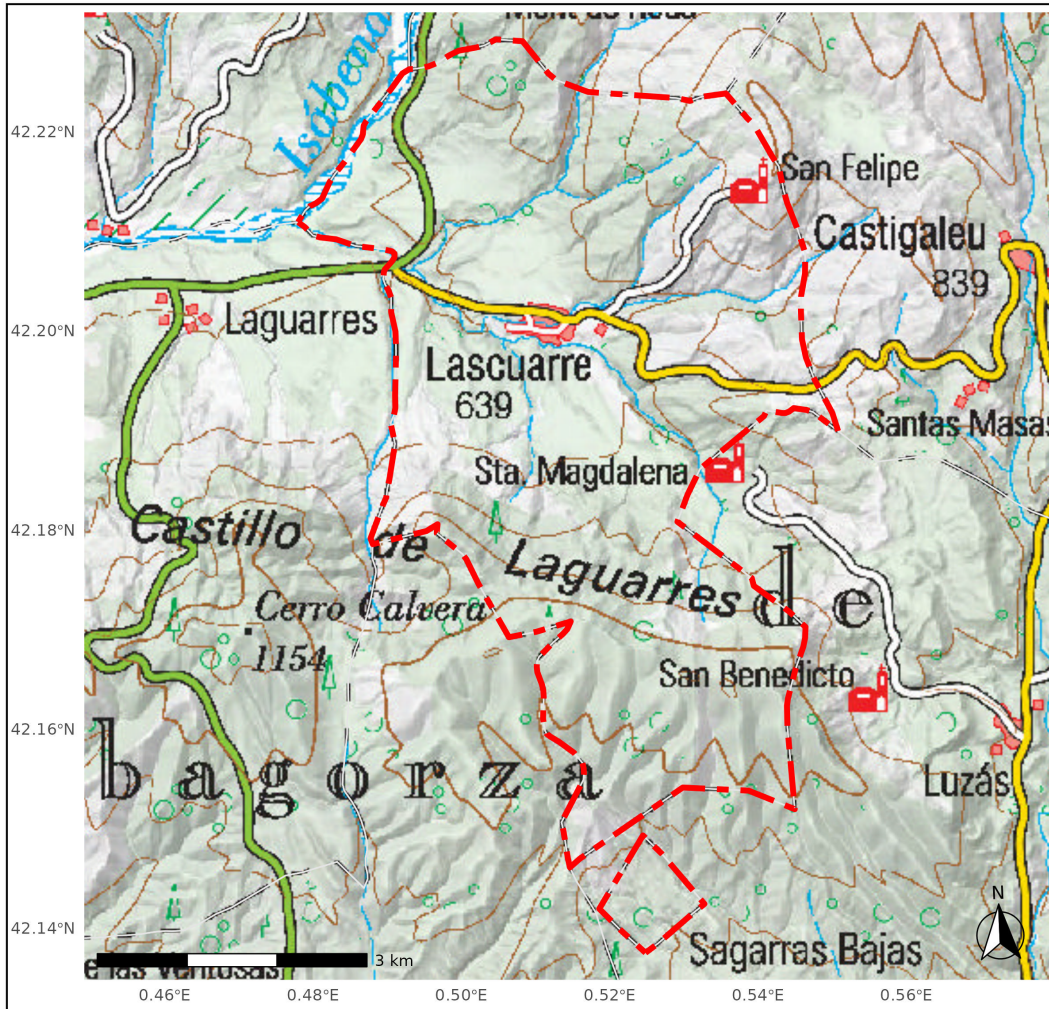 Isábena
42.22°N
San Felipe
Castigaleu
839
42.20°N
Laguarres
Lascuarre
639
Santas Masas
Sta. Magdalena
42.18°N
Castillo de Laguarres
de
Cerro Calvera
1154
San Benedicto
42.16°N
bagorza
Luzás
42.14°N
Sagarras Bajas
N
3 km
0.46°E
0.48°E
0.50°E
0.52°E
0.54°E
0.56°E